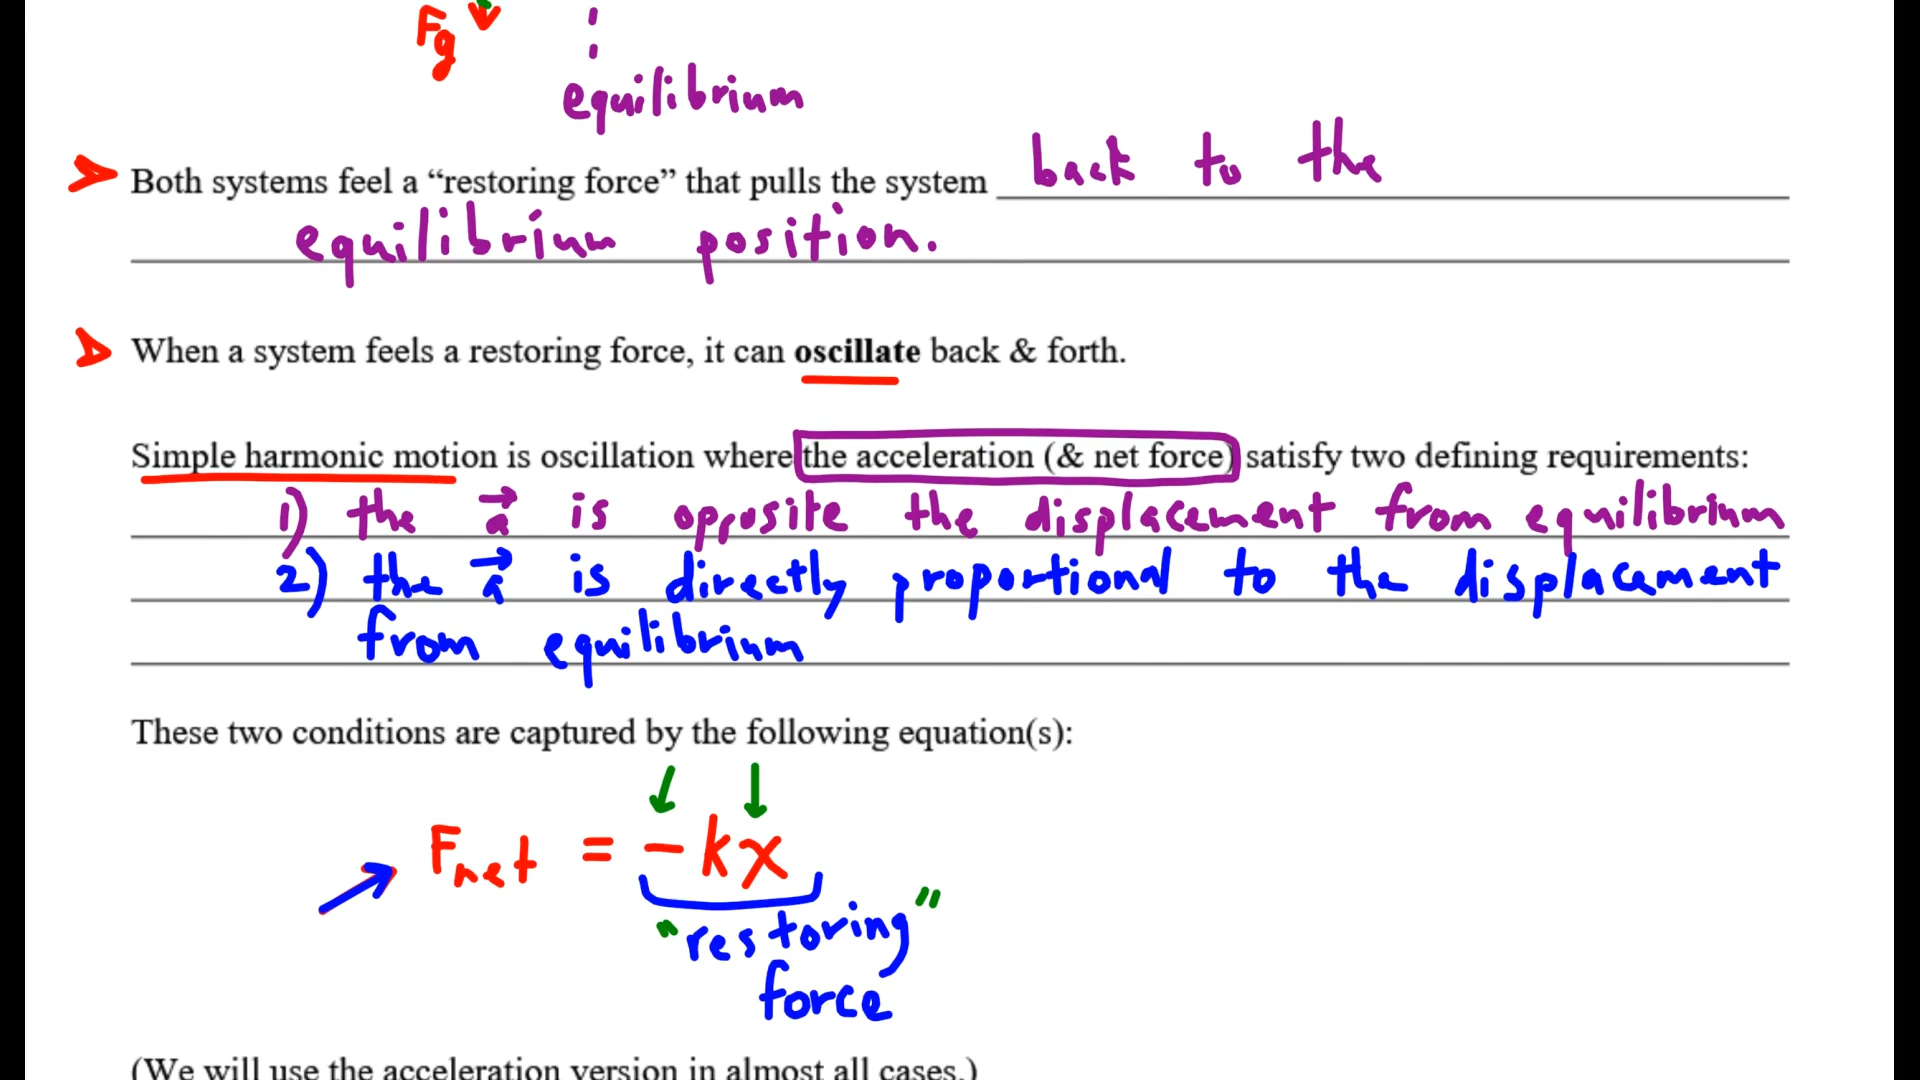 Fg
equilibrium
Both systems feel a “restoring force” that pulls the system back to the
equilibrium position.
When a system feels a restoring force, it can oscillate back & forth.
Simple harmonic motion is oscillation where the acceleration (& net force) satisfy two defining requirements:
1) the a⃗ is opposite the displacement from equilibrium
2) the a⃗ is directly proportional to the displacement
from equilibrium
These two conditions are captured by the following equation(s):
Fnet = -kx
"restoring"
force
(We will use the acceleration version in almost all cases.)